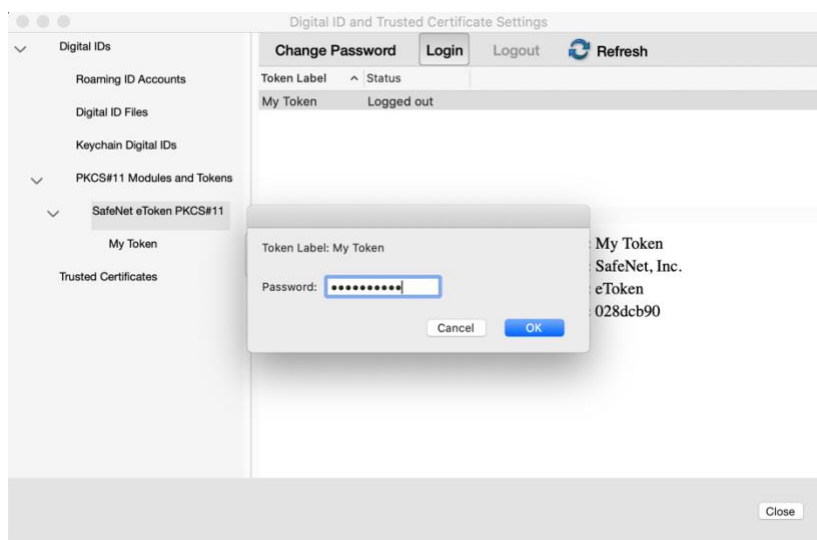 Digital ID and Trusted Certificate Settings
Digital IDs
Roaming ID Accounts
Digital ID Files
Keychain Digital IDs
PKCS#11 Modules and Tokens
SafeNet eToken PKCS#11
My Token
Trusted Certificates
Change Password Login Logout Refresh
Token Label Status
My Token Logged out
Token Label: My Token
Password: ••••••••••
Cancel OK
: My Token
: SafeNet, Inc.
: eToken
: 028dcb90
Close